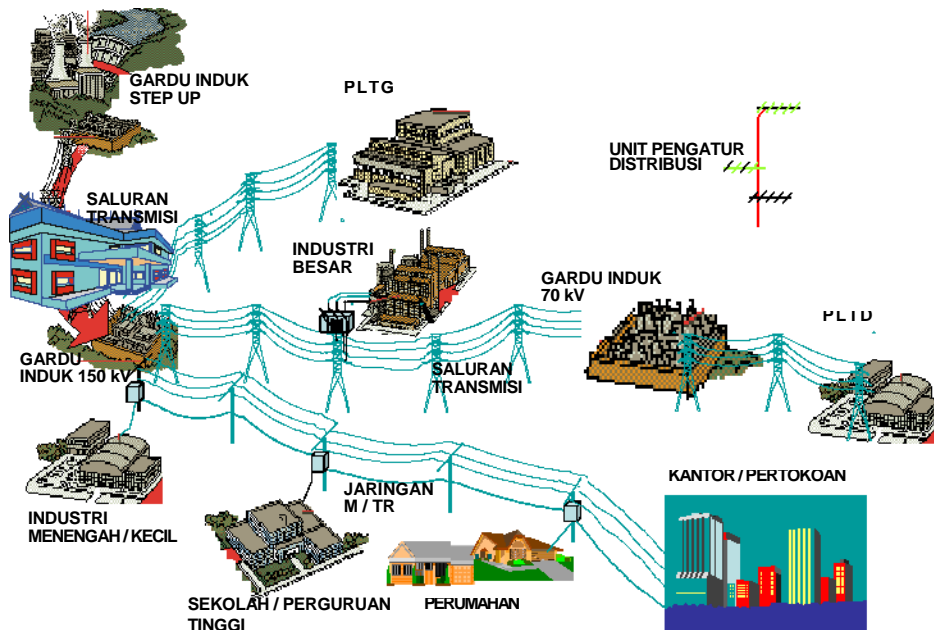 GARDU INDUK
STEP UP
PLTG
UNIT PENGATUR
DISTRIBUSI
SALURAN
TRANSMISI
INDUSTRI
BESAR
GARDU INDUK
70 kV
PLTD
GARDU
INDUK 150 kV
SALURAN
TRANSMISI
KANTOR / PERTOKOAN
JARINGAN
M / TR
INDUSTRI
MENENGAH / KECIL
SEKOLAH / PERGURUAN
TINGGI
PERUMAHAN